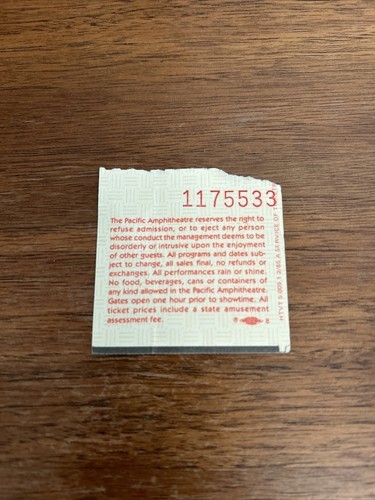 1175533
The Pacific Amphitheatre reserves the right to
refuse admission, or to eject any person
whose conduct the management deems to be
disorderly or intrusive upon the enjoyment
of other guests. All programs and dates sub-
ject to change, all sales final, no refunds or
exchanges. All performances rain or shine.
No food, beverages, cans or containers of
any kind allowed in the Pacific Amphitheatre.
Gates open one hour prior to showtime. All
ticket prices include a state amusement
assessment fee.
A SERVICE OF